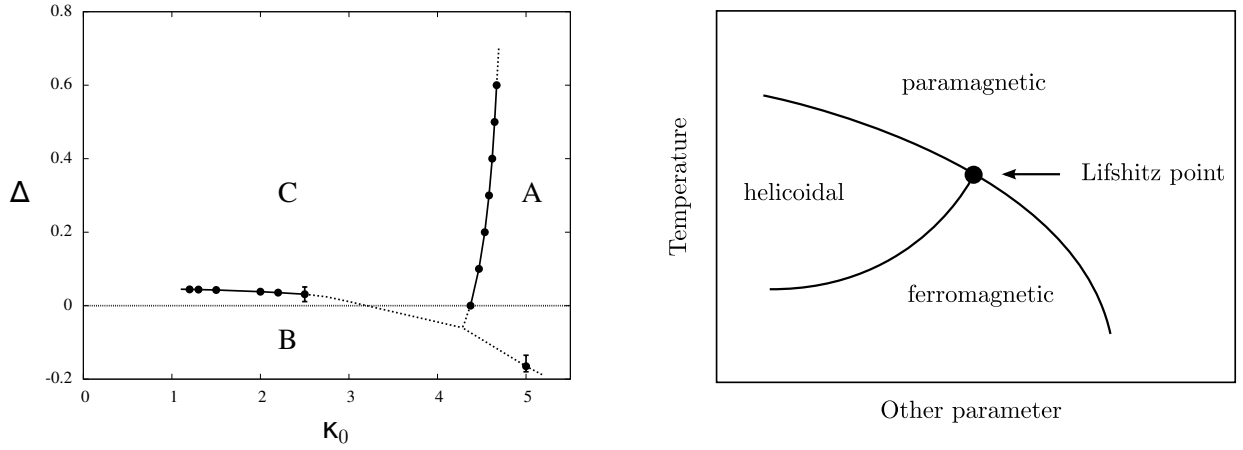 0.8
0.6
0.4
0.2
0
-0.2
Δ
C
A
B
0
1
2
3
4
5
κ0
paramagnetic
Temperature
helicoidal
Lifshitz point
ferromagnetic
Other parameter